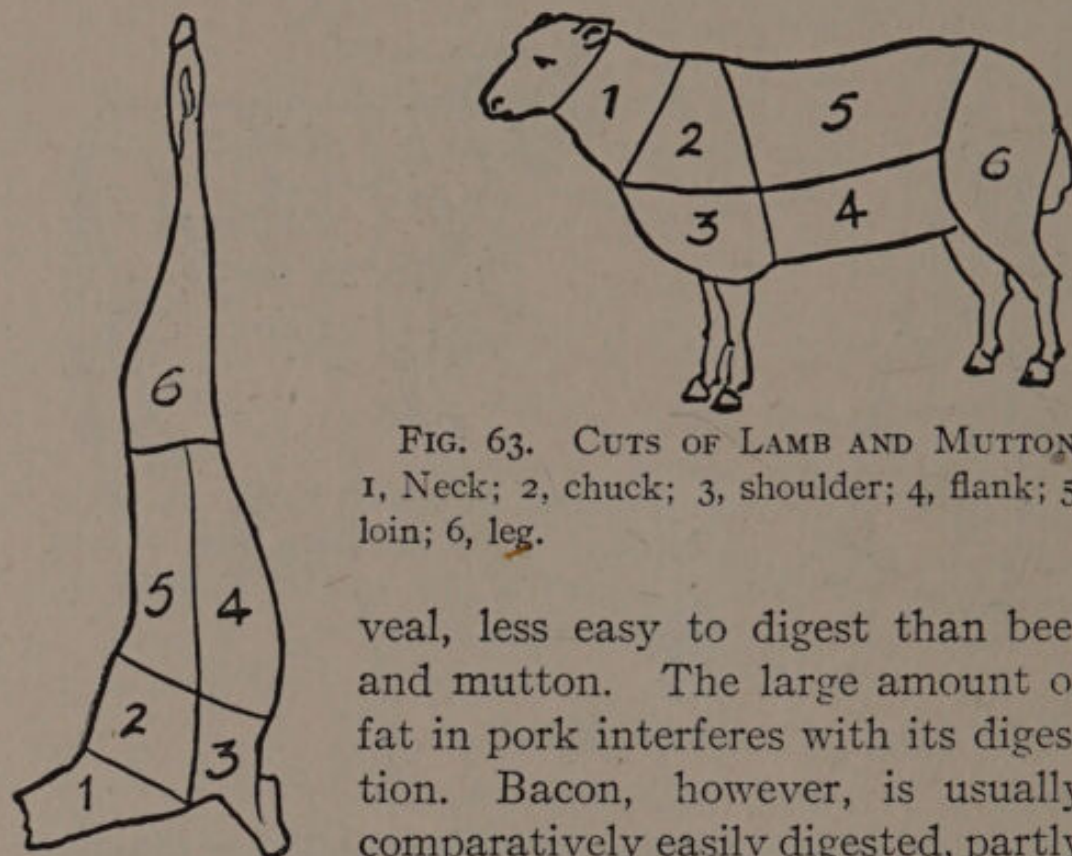 1
2
3
4
5
6
6
5
4
2
3
1
FIG. 63. CUTS OF LAMB AND MUTTON
1, Neck; 2, chuck; 3, shoulder; 4, flank; 5
loin; 6, leg.
veal, less easy to digest than bee
and mutton. The large amount o
fat in pork interferes with its diges
tion. Bacon, however, is usually
comparatively easily digested, partly